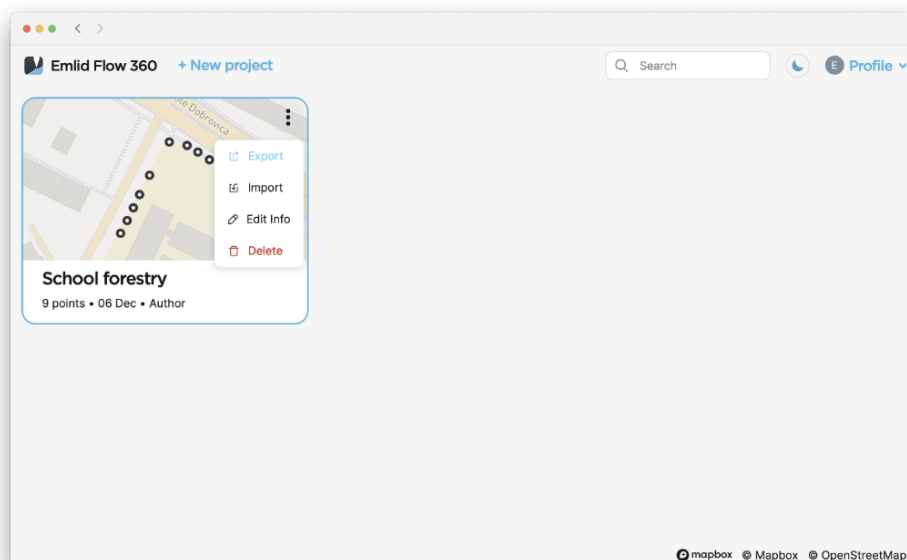 Emlid Flow 360
+ New project
Search
E
Profile
Dobrovica
Export
Import
Edit Info
Delete
School forestry
9 points • 06 Dec • Author
mapbox © Mapbox © OpenStreetMap